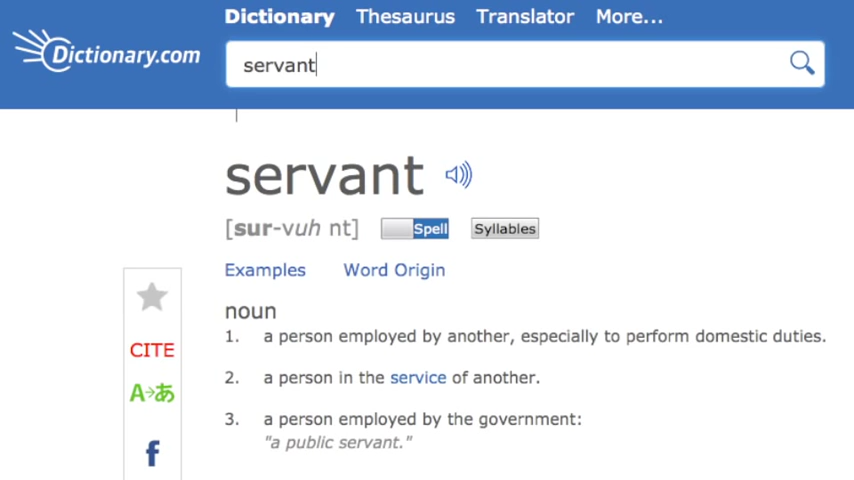 Dictionary Thesaurus Translator More...
Dictionary.com
servant
servant
[sur-vuh nt] Spell Syllables
Examples Word Origin
noun
1. a person employed by another, especially to perform domestic duties.
CITE
2. a person in the service of another.
A→あ
3. a person employed by the government:
"a public servant."
f